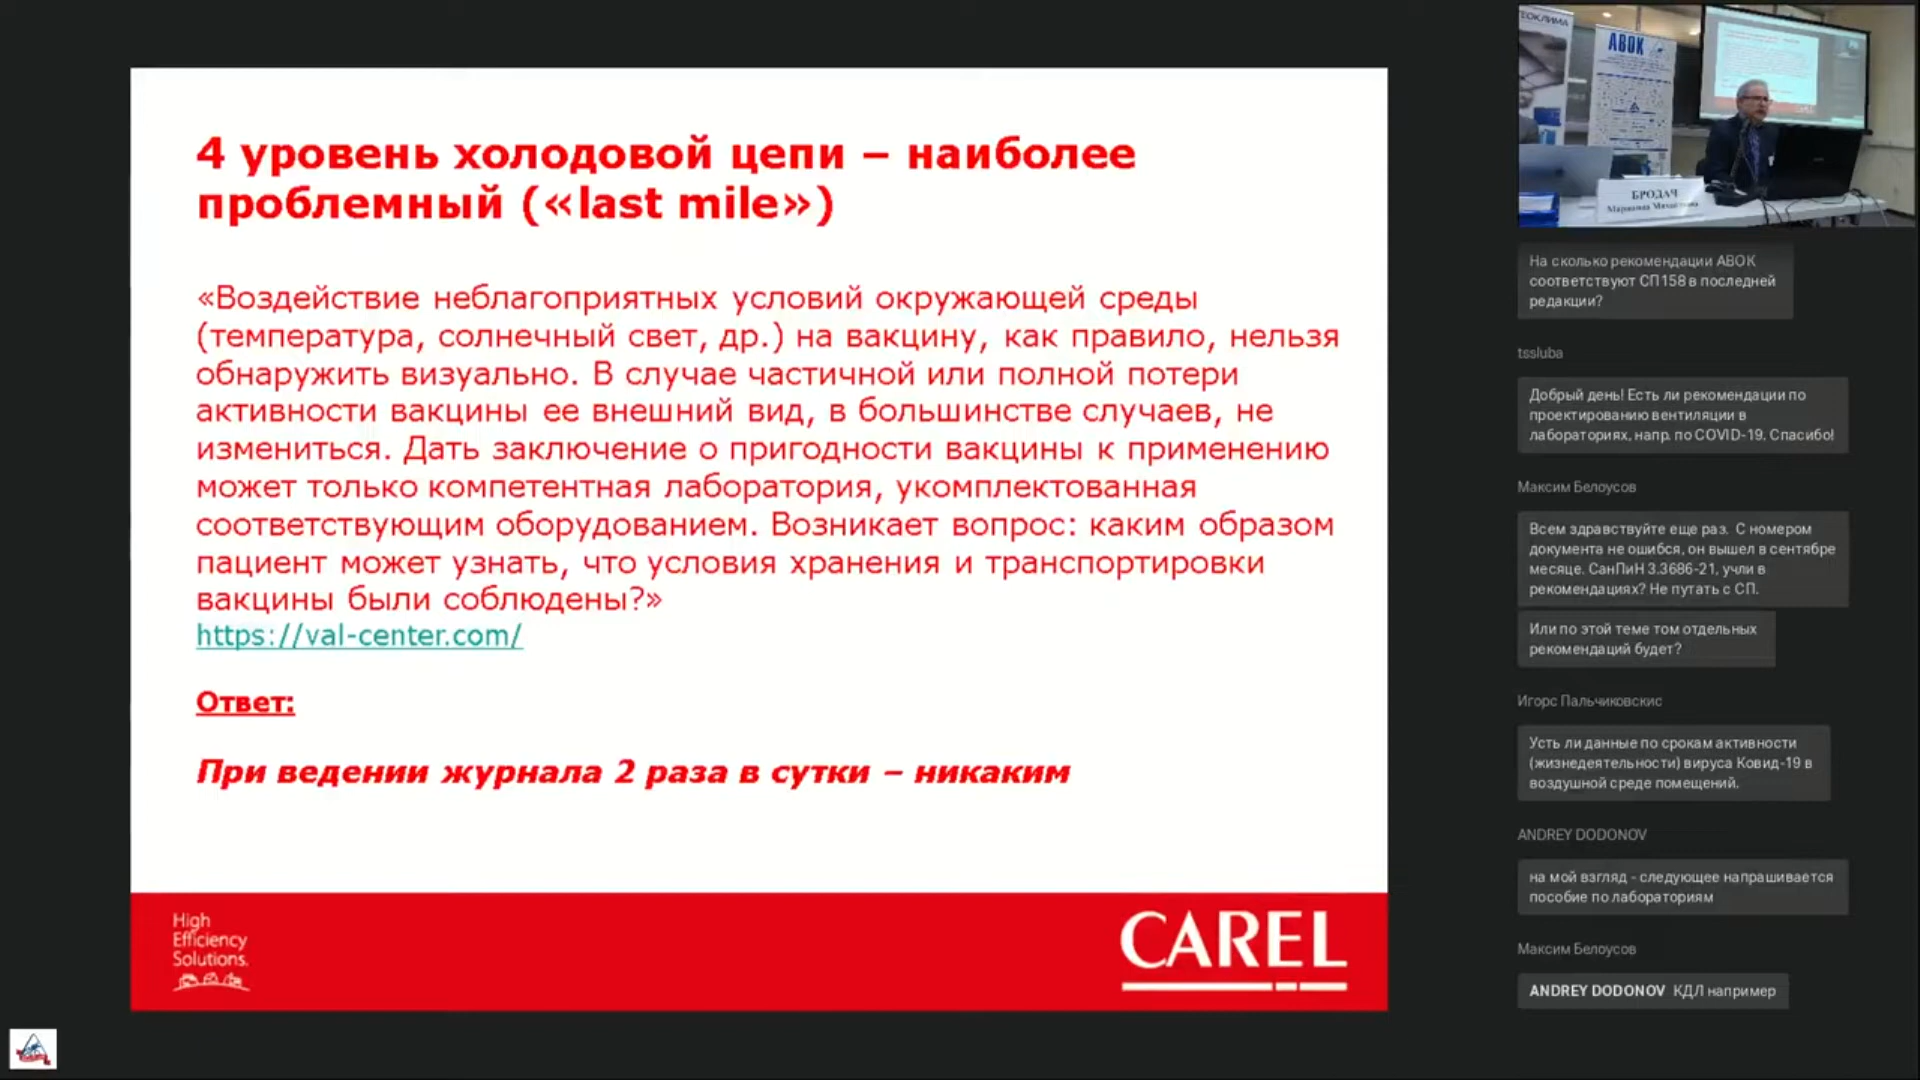 4 уровень холодовой цепи – наиболее
проблемный («last mile»)
«Воздействие неблагоприятных условий окружающей среды
(температура, солнечный свет, др.) на вакцину, как правило, нельзя
обнаружить визуально. В случае частичной или полной потери
активности вакцины ее внешний вид, в большинстве случаев, не
измениться. Дать заключение о пригодности вакцины к применению
может только компетентная лаборатория, укомплектованная
соответствующим оборудованием. Возникает вопрос: каким образом
пациент может узнать, что условия хранения и транспортировки
вакцины были соблюдены?»
https://val-center.com/
Ответ:
При ведении журнала 2 раза в сутки – никаким
High
Efficiency
Solutions.
CAREL
АВОК
БРОДАЧ
На сколько рекомендации АВОК
соответствуют СП158 в последней
редакции?
tssluba
Добрый день! Есть ли рекомендации по
проектированию вентиляции в
лабораториях, напр. по COVID-19. Спасибо!
Максим Белоусов
Всем здравствуйте еще раз. С номером
документа не ошибся, он вышел в сентябре
месяце. СанПиН 3.3686-21, учли в
рекомендациях? Не путать с СП.
Или по этой теме том отдельных
рекомендаций будет?
Игорс Пальчиковскис
Усть ли данные по срокам активности
(жизнедеятельности) вируса Ковид-19 в
воздушной среде помещений.
ANDREY DODONOV
на мой взгляд - следующее напрашивается
пособие по лабораториям
Максим Белоусов
ANDREY DODONOV КДЛ например